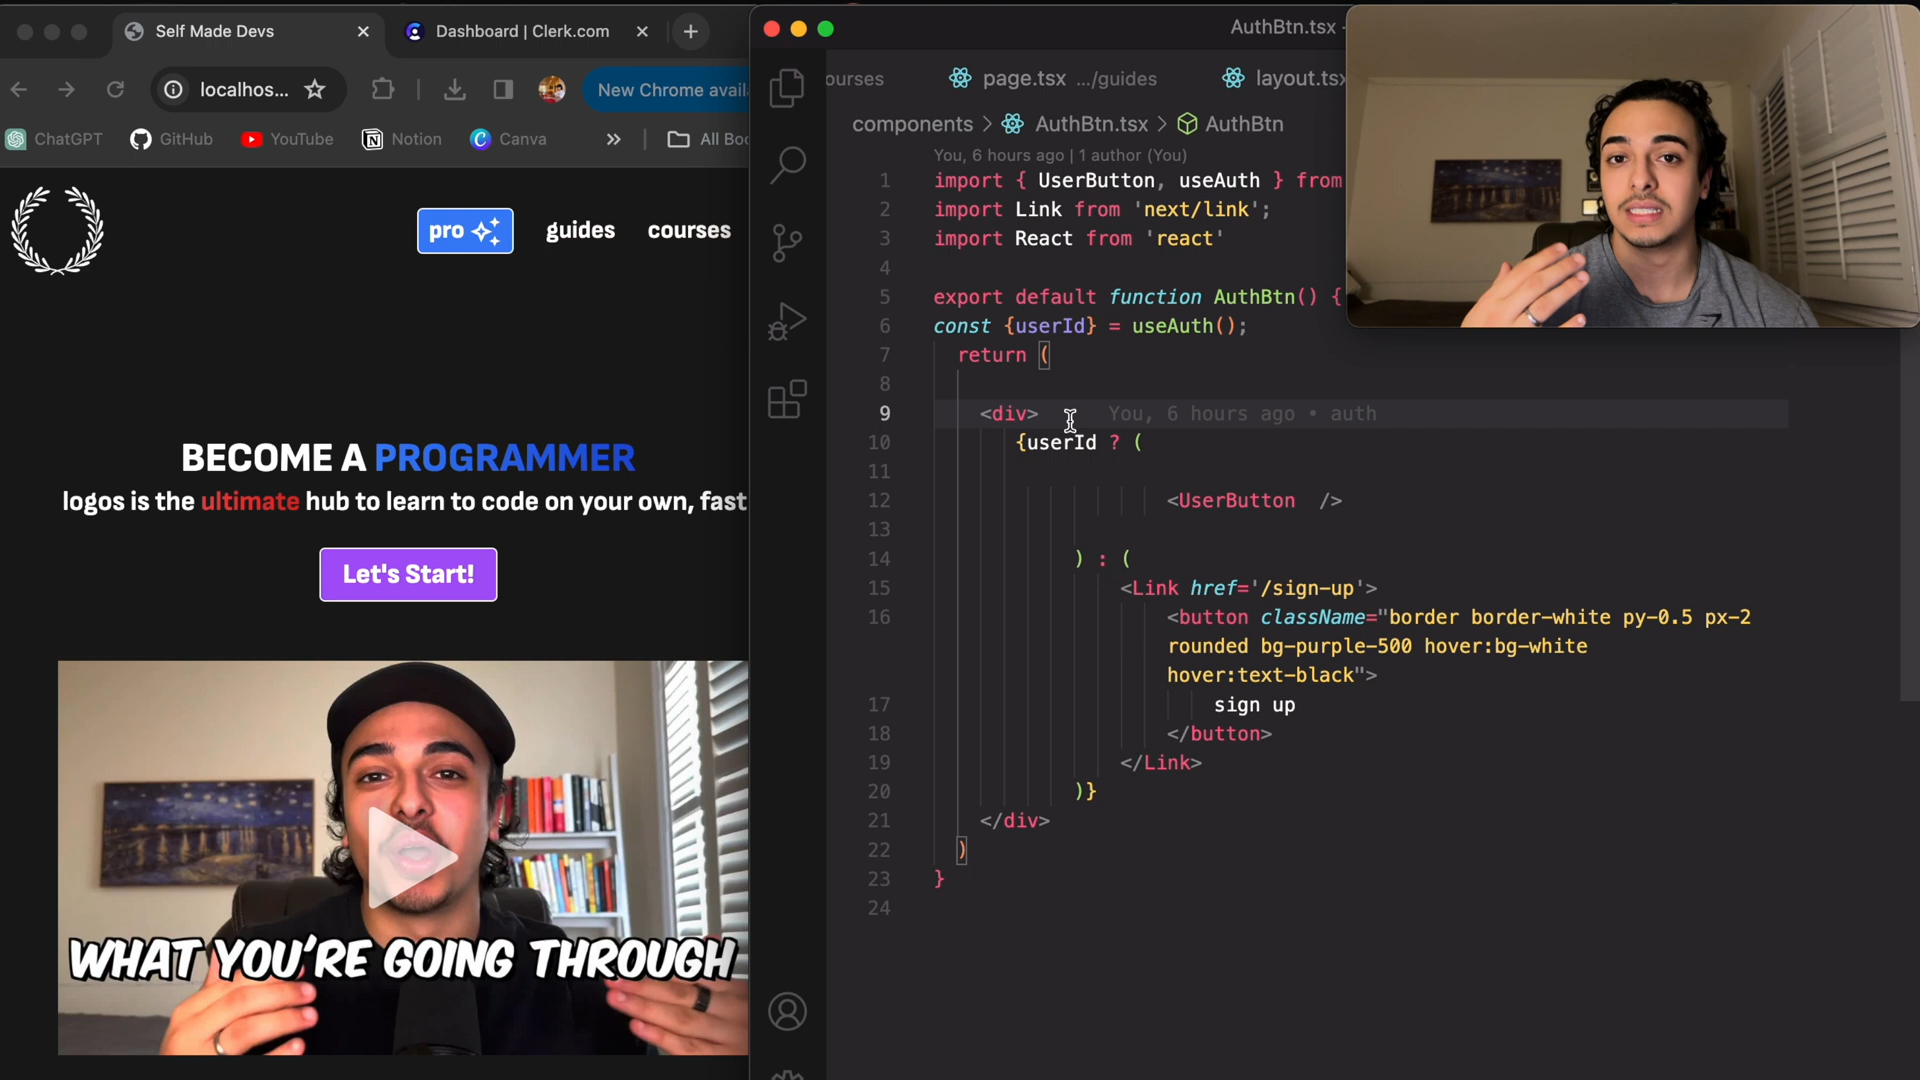 Self Made Devs
Dashboard | Clerk.com
localhos...
New Chrome avail
ChatGPT
GitHub
YouTube
Notion
Canva
»
All Boo
pro
guides
courses
BECOME A PROGRAMMER
logos is the ultimate hub to learn to code on your own, fast
Let's Start!
WHAT YOU'RE GOING THROUGH
AuthBtn.tsx -
ourses
page.tsx .../guides
layout.tsx
components > AuthBtn.tsx > AuthBtn
You, 6 hours ago | 1 author (You)
1 import { UserButton, useAuth } from
2 import Link from 'next/link';
3 import React from 'react'
4
5 export default function AuthBtn() {
6 const {userId} = useAuth();
7 return (
8
9 <div> You, 6 hours ago • auth
10 {userId ? (
11
12 <UserButton />
13
14 ) : (
15 <Link href='/sign-up'>
16 <button className="border border-white py-0.5 px-2
rounded bg-purple-500 hover:bg-white
hover:text-black">
17 sign up
18 </button>
19 </Link>
20 )}
21 </div>
22 )
23 }
24